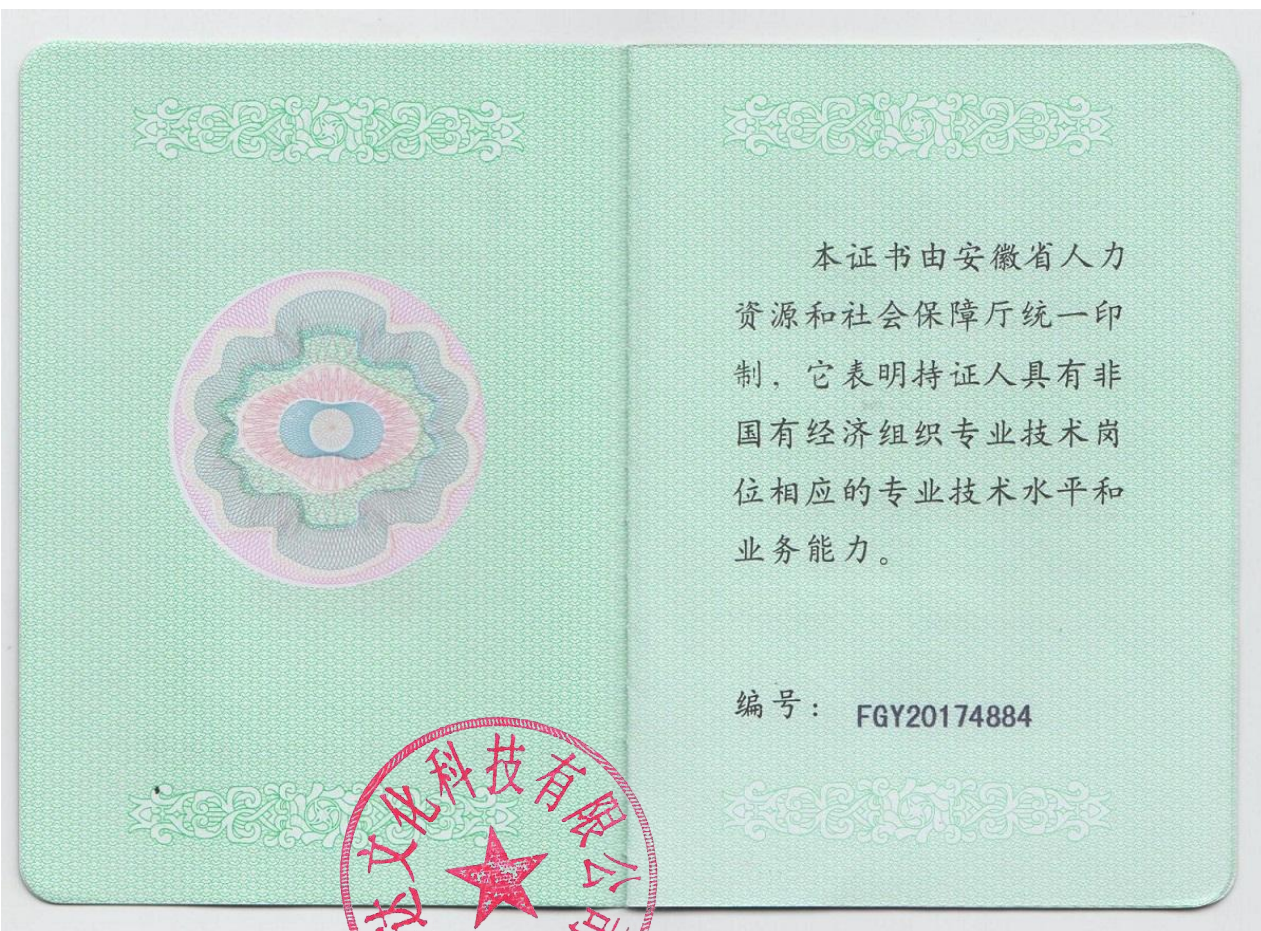 本证书由安徽省人力
资源和社会保障厅统一印
制，它表明持证人具有非
国有经济组织专业技术岗
位相应的专业技术水平和
业务能力。
编号： FGY20174884
达文化科技有限公司